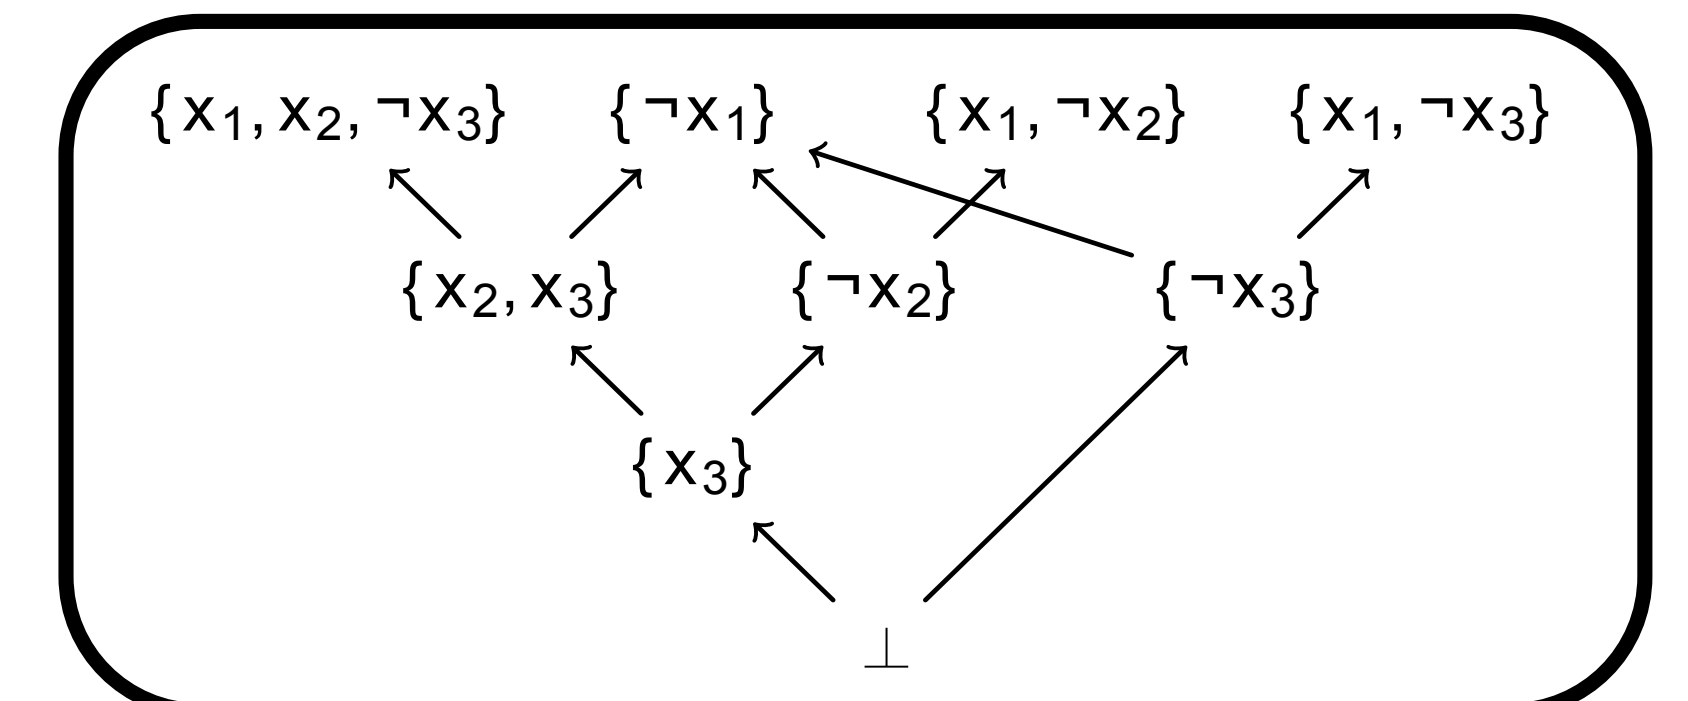 {x₁,x₂,¬x₃} {¬x₁} {x₁,¬x₂} {x₁,¬x₃}
{x₂,x₃} {¬x₂} {¬x₃}
{x₃}
⊥